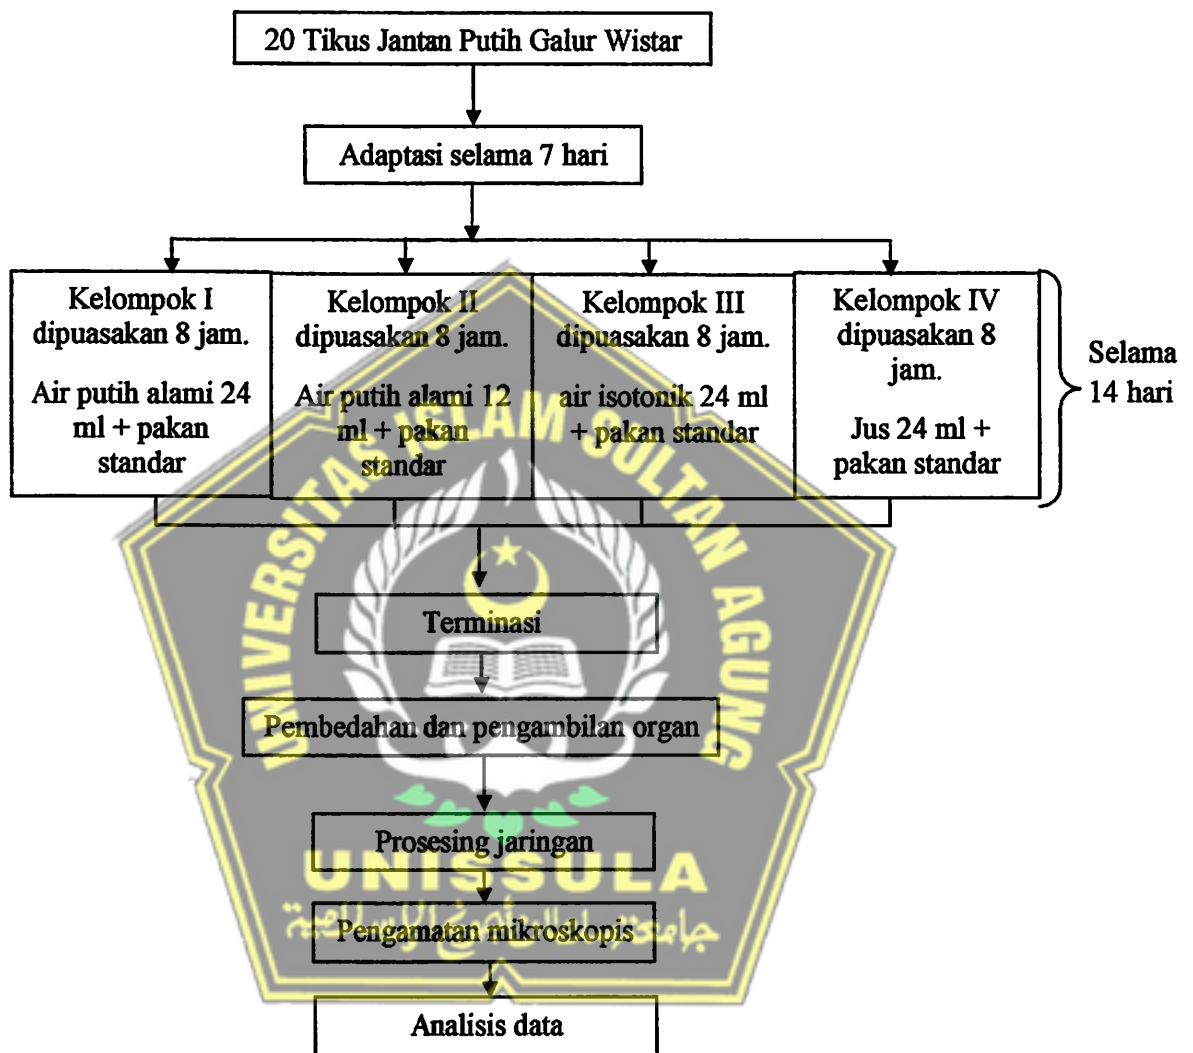 20 Tikus Jantan Putih Galur Wistar
Adaptasi selama 7 hari
Kelompok I
dipuasakan 8 jam.
Air putih alami 24
ml + pakan
standar
Kelompok II
dipuasakan 8 jam.
Air putih alami 12
ml + pakan
standar
Kelompok III
dipuasakan 8 jam.
air isotonik 24 ml
+ pakan standar
Kelompok IV
dipuasakan 8
jam.
Jus 24 ml +
pakan standar
Selama
14 hari
UNIVERSITAS ISLAM SULTAN AGUNG
Terminasi
Pembedahan dan pengambilan organ
Prosesing jaringan
UNISSULA
Pengamatan mikroskopis
Analisis data